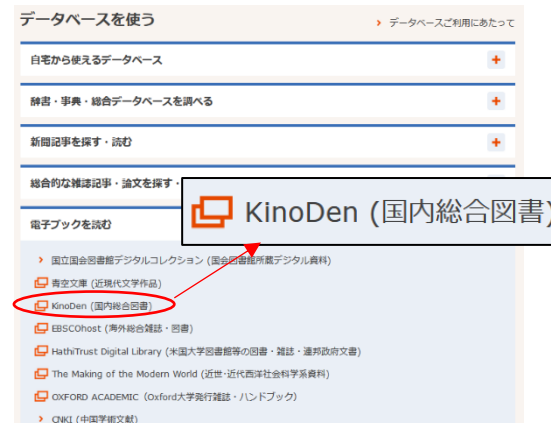 データベースを使う
データベースご利用にあたって
自宅から使えるデータベース
辞書・事典・総合データベースを調べる
新聞記事を探す・読む
総合的な雑誌記事・論文を探す・
KinoDen (国内総合図書)
電子ブックを読む
国立国会図書館デジタルコレクション (国会図書館所蔵デジタル資料)
青空文庫 (近現代文学作品)
KinoDen (国内総合図書)
EBSCOhost (海外総合雑誌・図書)
HathiTrust Digital Library (米国大学図書館等の図書・雑誌・連邦政府文書)
The Making of the Modern World (近世・近代西洋社会科学系資料)
OXFORD ACADEMIC（Oxford大学発行雑誌・ハンドブック）
CNKI (中国学術文献)